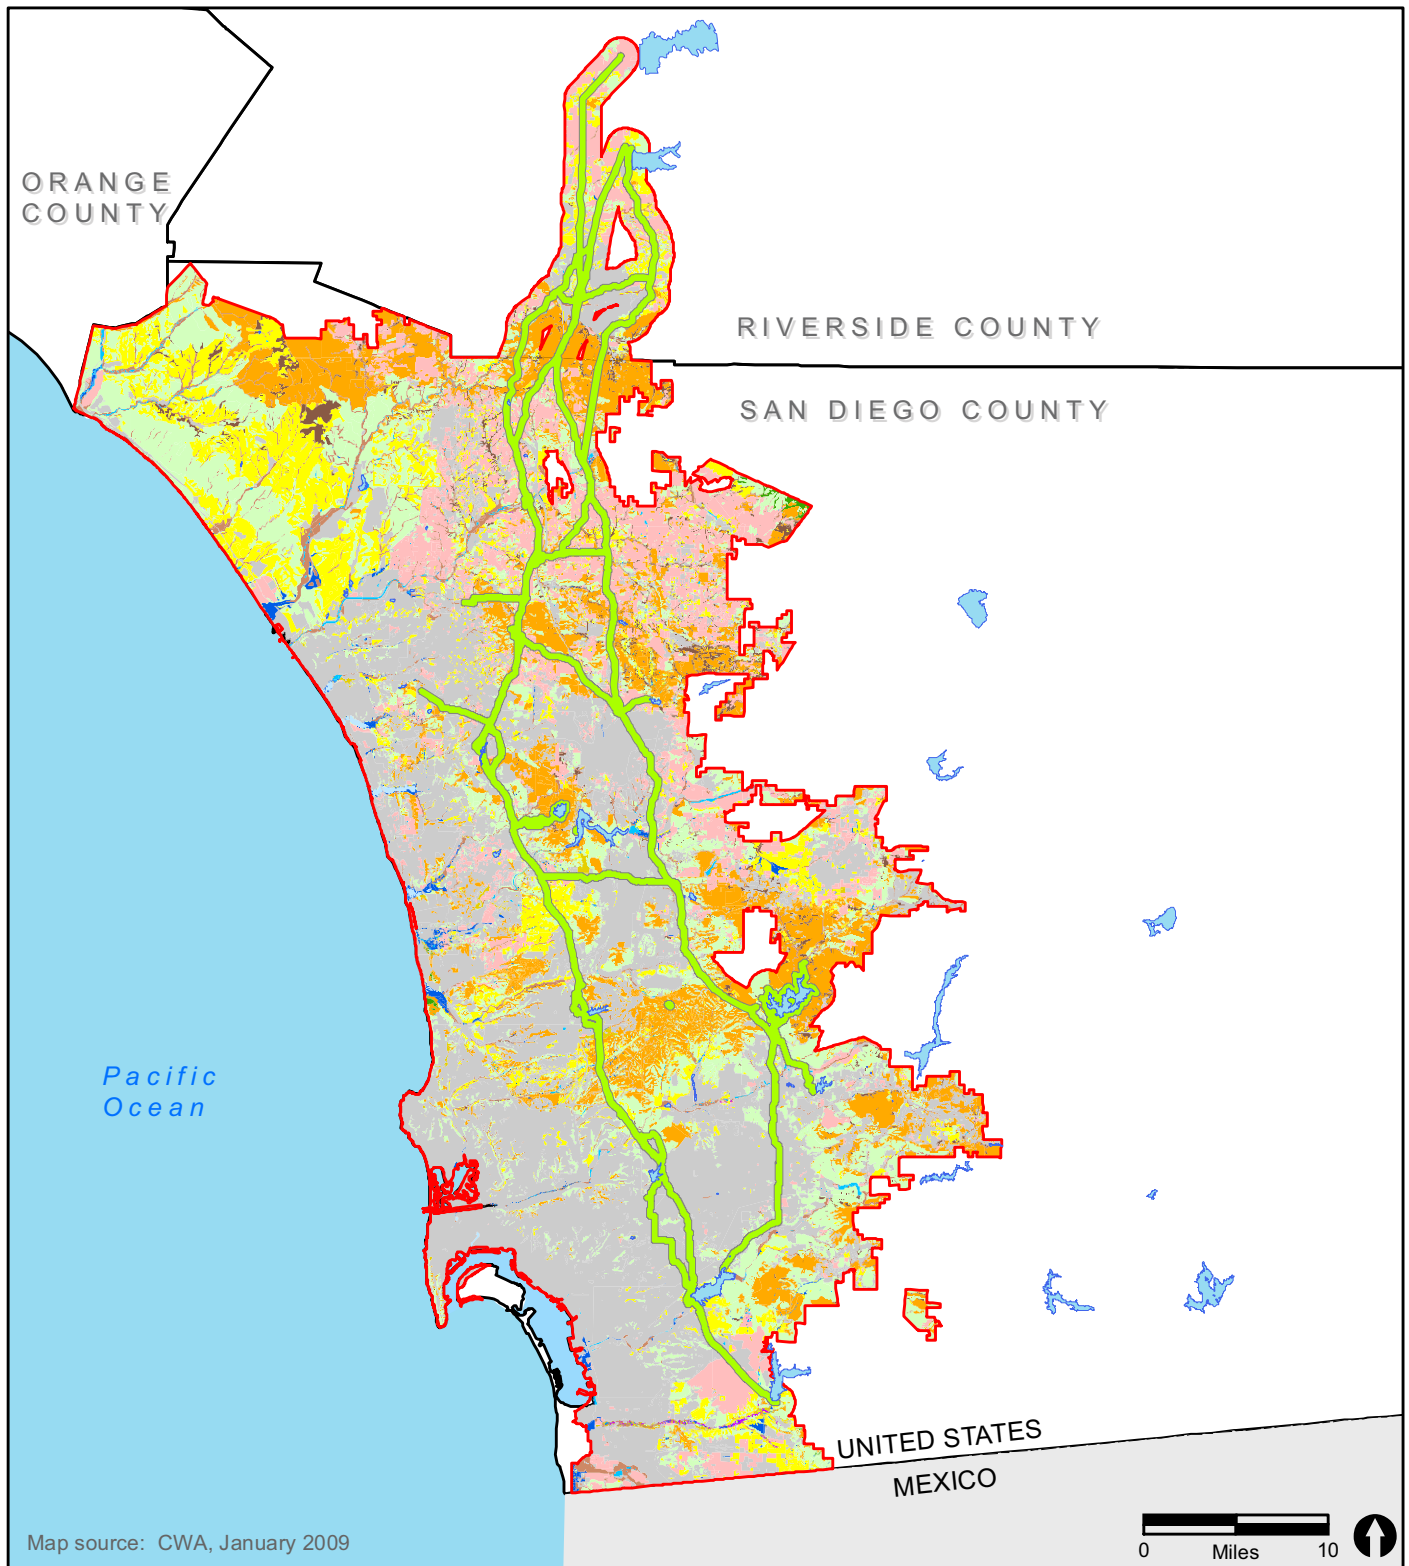 ORANGE
COUNTY
RIVERSIDE COUNTY
SAN DIEGO COUNTY
Pacific
Ocean
UNITED STATES
MEXICO
Map source: CWA, January 2009
0 Miles 10